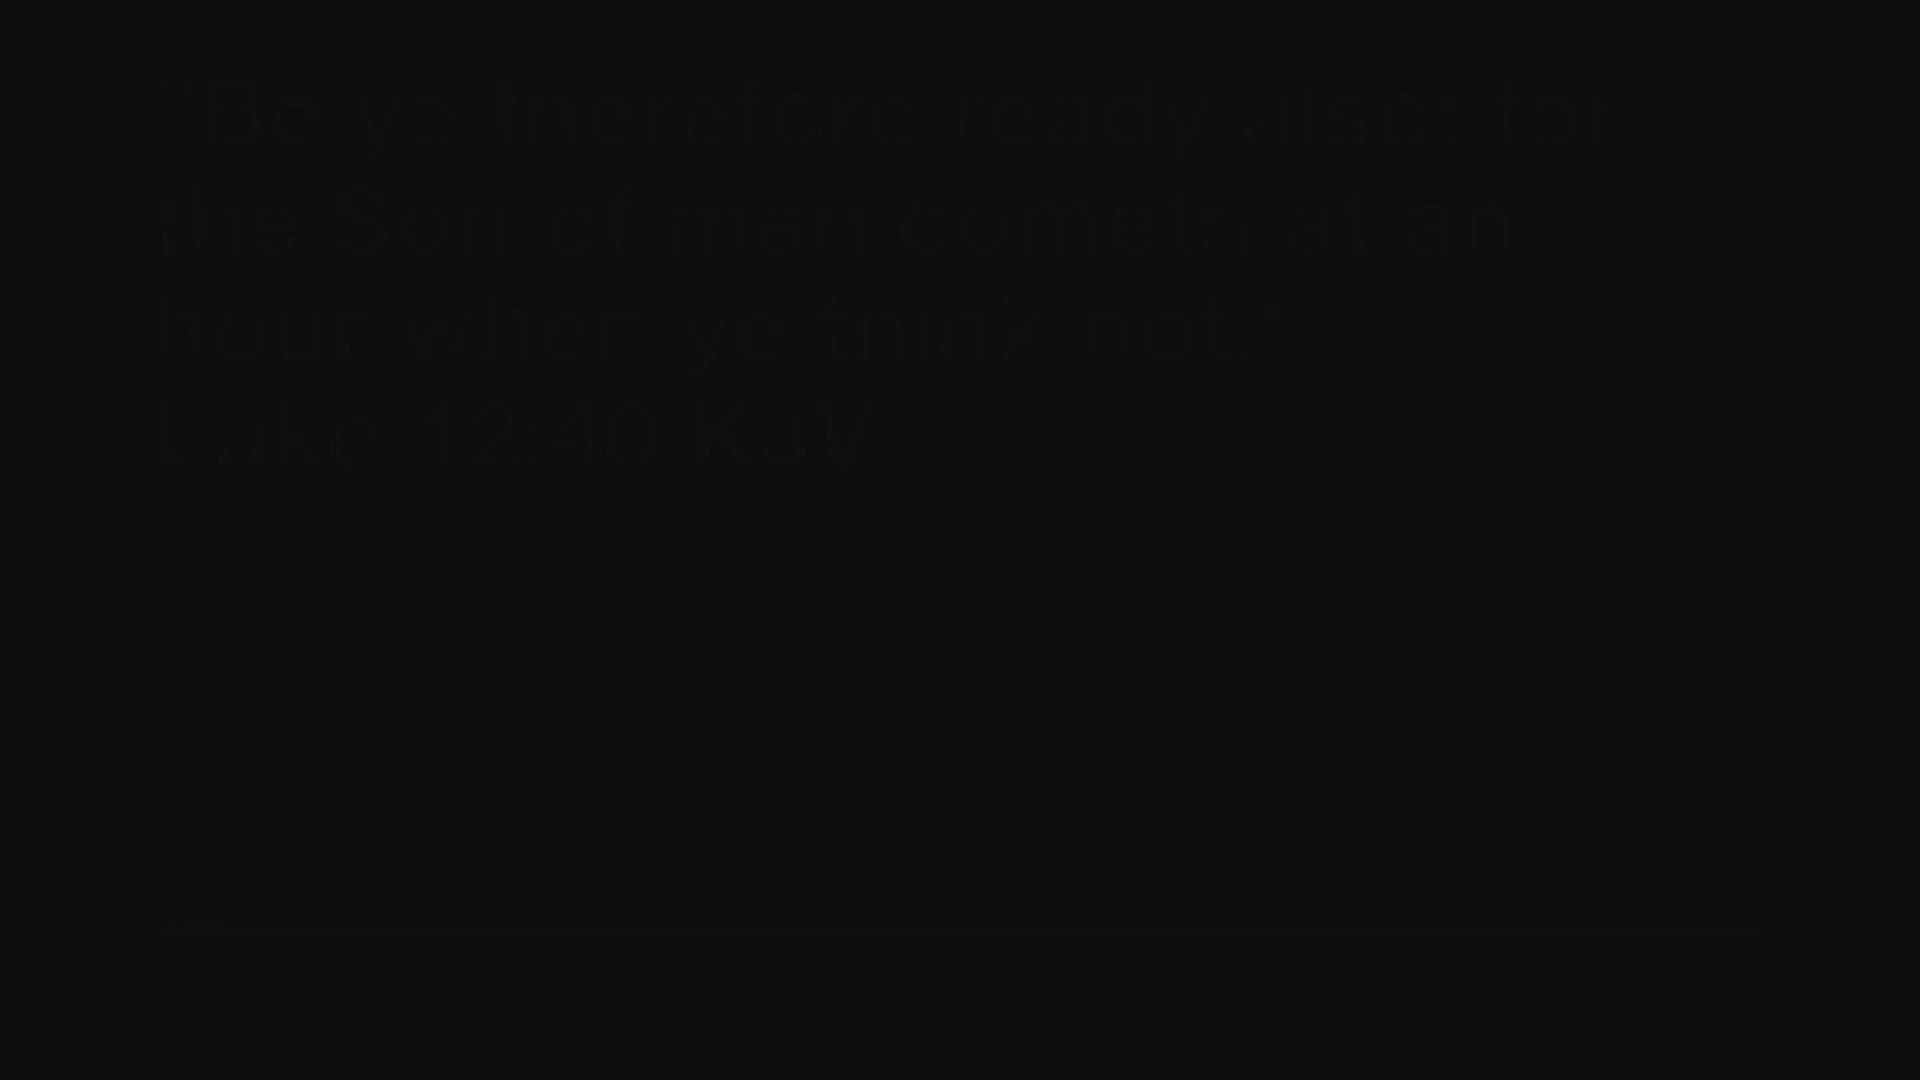 "Be ye therefore ready also: for
the Son of man cometh at an
hour when ye think not."
Luke 12:40 KJV